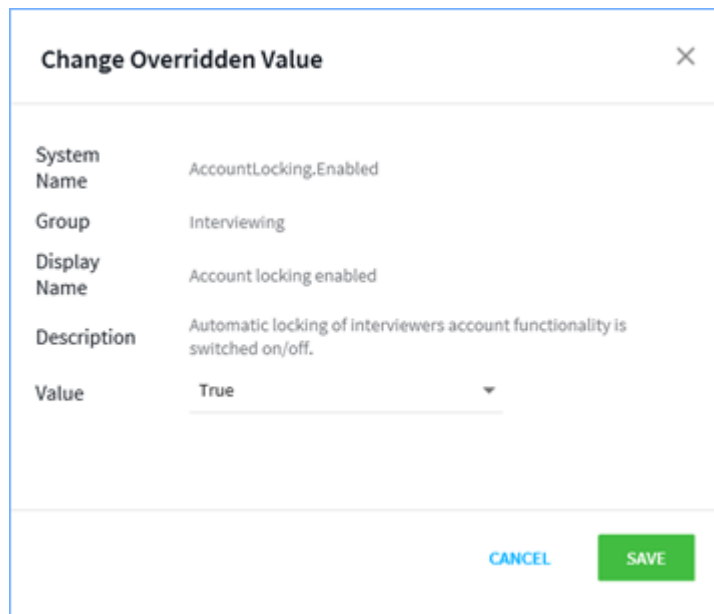 Change Overridden Value
System
Name
AccountLocking.Enabled
Group
Interviewing
Display
Name
Account locking enabled
Description
Automatic locking of interviewers account functionality is
switched on/off.
Value
True
CANCEL
SAVE